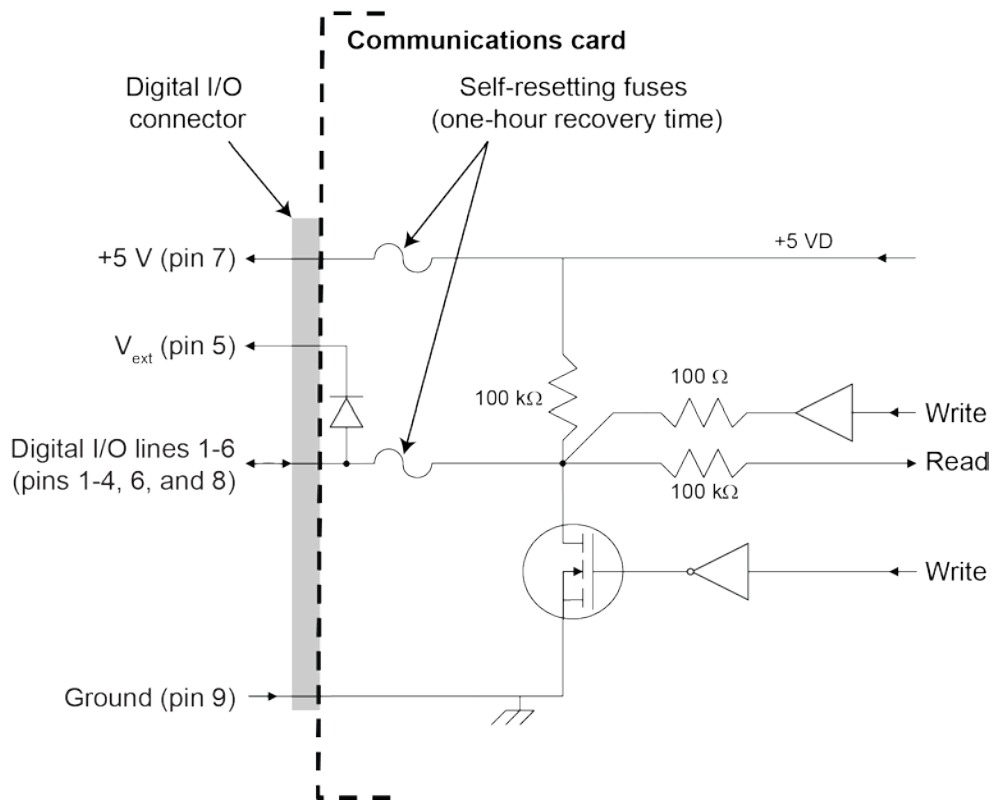 Communications card
Digital I/O
connector
Self-resetting fuses
(one-hour recovery time)
+5 V (pin 7)
+5 VD
Vext (pin 5)
100 kΩ
100 Ω
Write
Digital I/O lines 1-6
(pins 1-4, 6, and 8)
Read
100 kΩ
Write
Ground (pin 9)